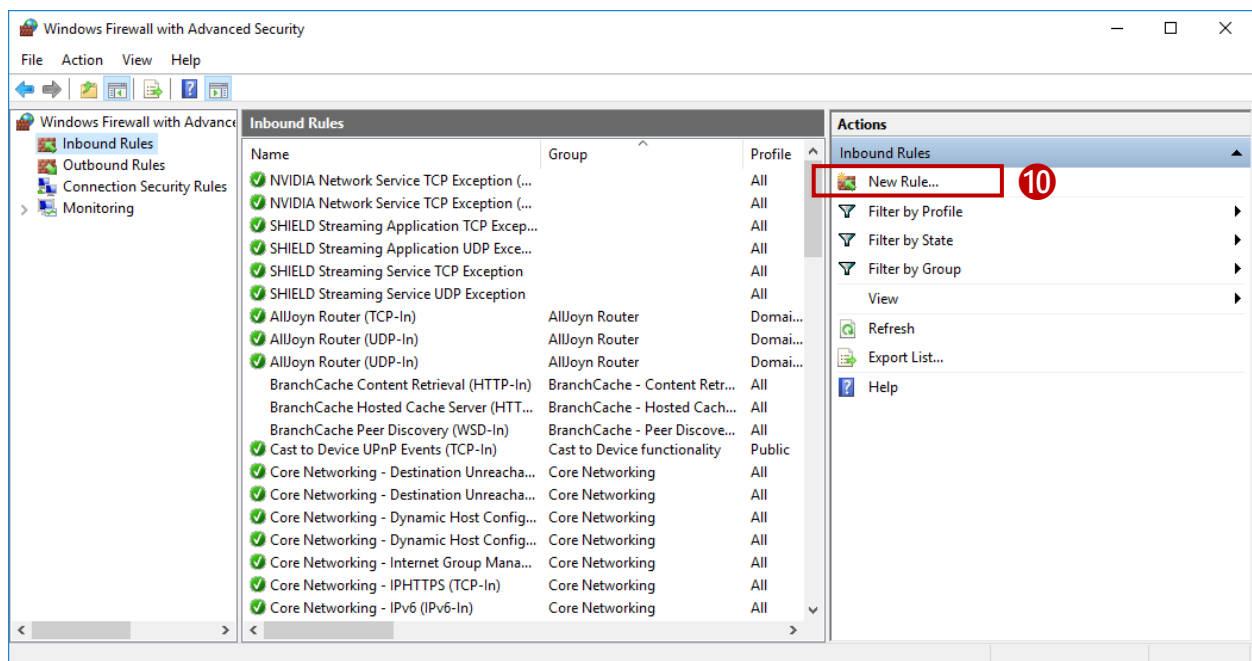 Windows Firewall with Advanced Security
File Action View Help
Windows Firewall with Advance
Inbound Rules
Outbound Rules
Connection Security Rules
Monitoring
Inbound Rules
Name Group Profile
NVIDIA Network Service TCP Exception (... All
NVIDIA Network Service TCP Exception (... All
SHIELD Streaming Application TCP Excep... All
SHIELD Streaming Application UDP Exce... All
SHIELD Streaming Service TCP Exception All
SHIELD Streaming Service UDP Exception All
AllJoyn Router (TCP-In) AllJoyn Router Domai...
AllJoyn Router (UDP-In) AllJoyn Router Domai...
AllJoyn Router (UDP-In) AllJoyn Router Domai...
BranchCache Content Retrieval (HTTP-In) BranchCache - Content Retr... All
BranchCache Hosted Cache Server (HTT... BranchCache - Hosted Cach... All
BranchCache Peer Discovery (WSD-In) BranchCache - Peer Discove... All
Cast to Device UPnP Events (TCP-In) Cast to Device functionality Public
Core Networking - Destination Unreacha... Core Networking All
Core Networking - Destination Unreacha... Core Networking All
Core Networking - Dynamic Host Config... Core Networking All
Core Networking - Dynamic Host Config... Core Networking All
Core Networking - Internet Group Mana... Core Networking All
Core Networking - IPHTTPS (TCP-In) Core Networking All
Core Networking - IPv6 (IPv6-In) Core Networking All
Actions
Inbound Rules
New Rule... 10
Filter by Profile
Filter by State
Filter by Group
View
Refresh
Export List...
Help